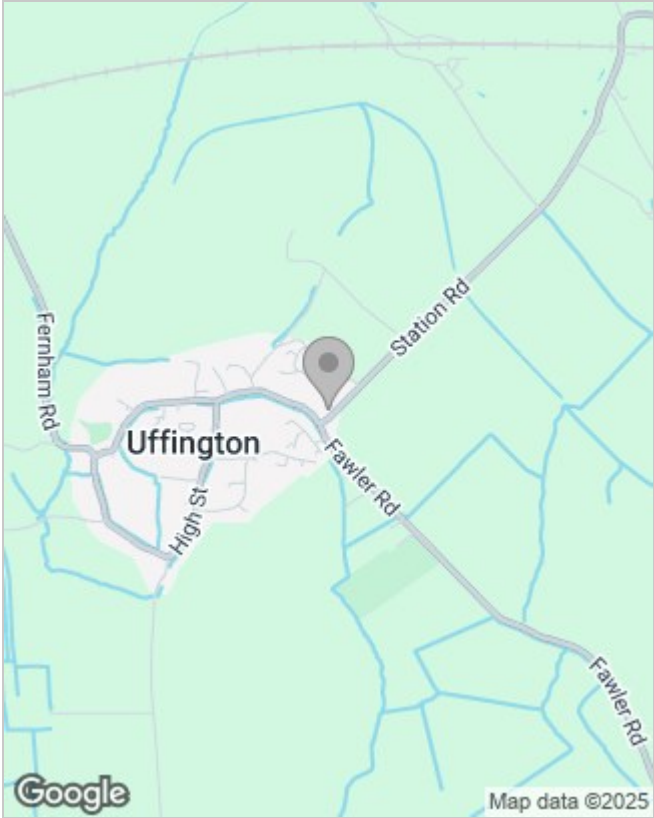 Station Rd
Fernham Rd
Uffington
Fawler Rd
High St
Fawler Rd
Google
Map data ©2025